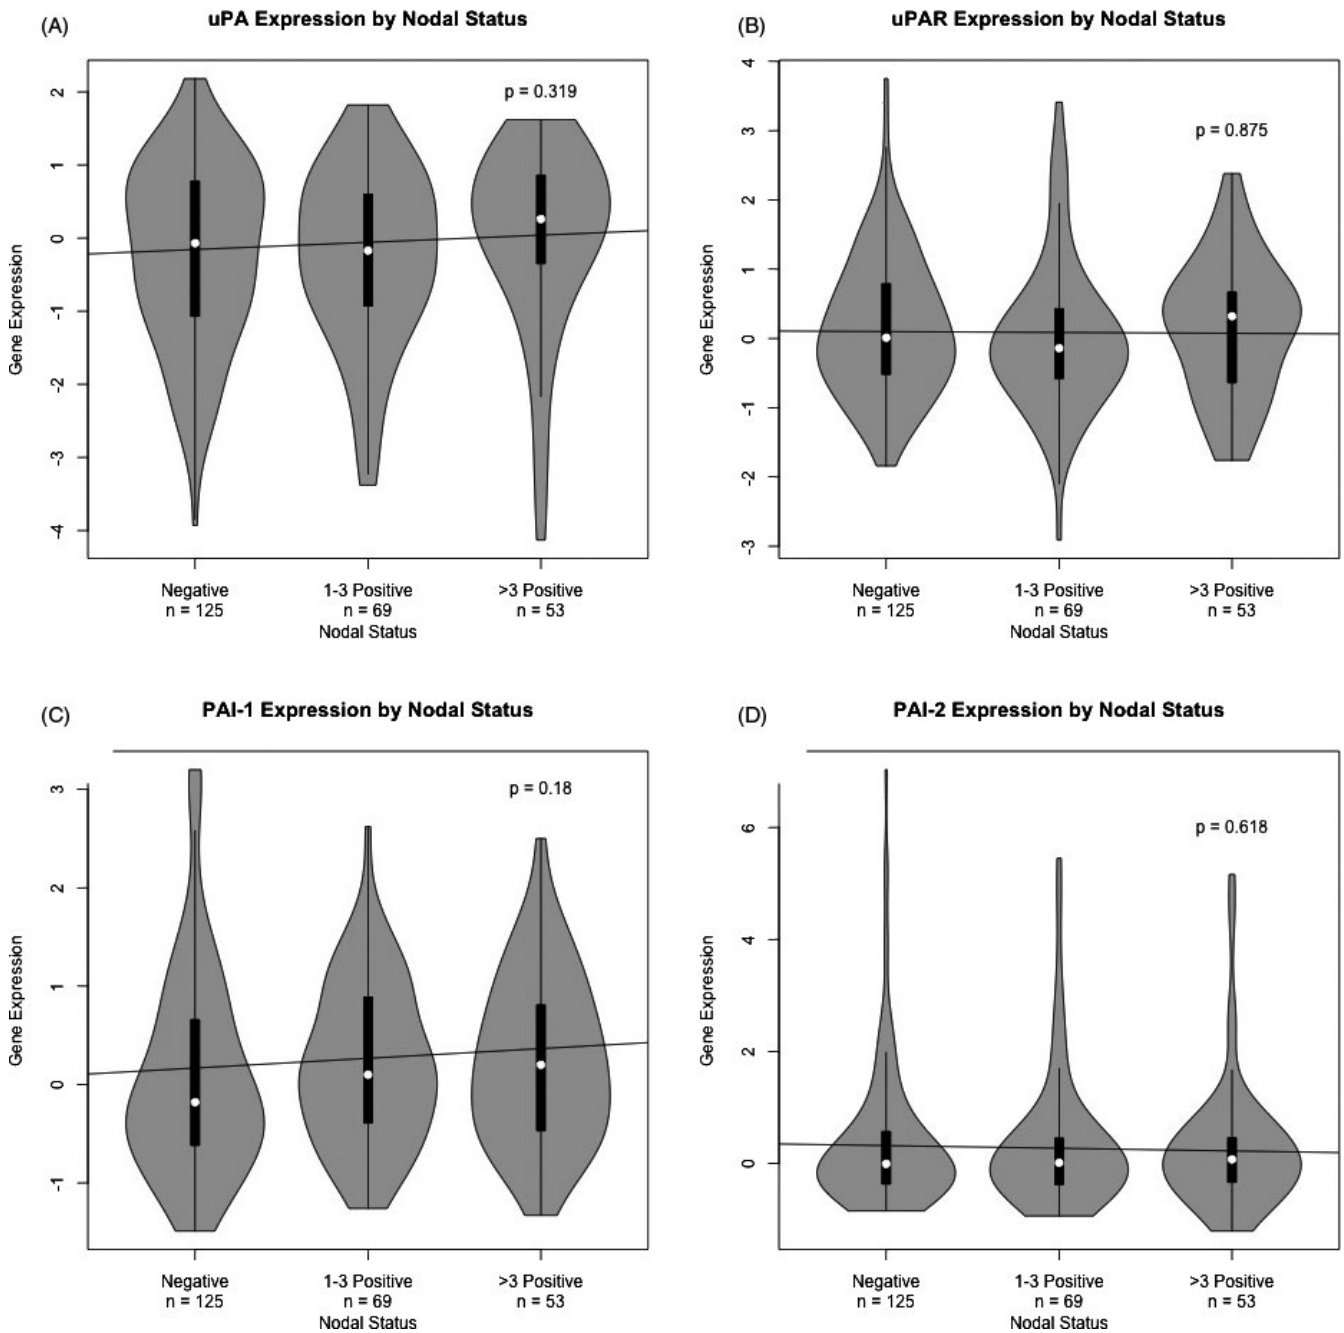 (A)
uPA Expression by Nodal Status
2
1
0
-1
-2
-3
-4
Gene Expression
p = 0.319
Negative
n = 125
1-3 Positive
n = 69
>3 Positive
n = 53
Nodal Status
(B)
uPAR Expression by Nodal Status
4
3
2
1
0
-1
-2
-3
Gene Expression
p = 0.875
Negative
n = 125
1-3 Positive
n = 69
>3 Positive
n = 53
Nodal Status
(C)
PAI-1 Expression by Nodal Status
3
2
1
0
-1
Gene Expression
p = 0.18
Negative
n = 125
1-3 Positive
n = 69
>3 Positive
n = 53
Nodal Status
(D)
PAI-2 Expression by Nodal Status
6
4
2
0
Gene Expression
p = 0.618
Negative
n = 125
1-3 Positive
n = 69
>3 Positive
n = 53
Nodal Status